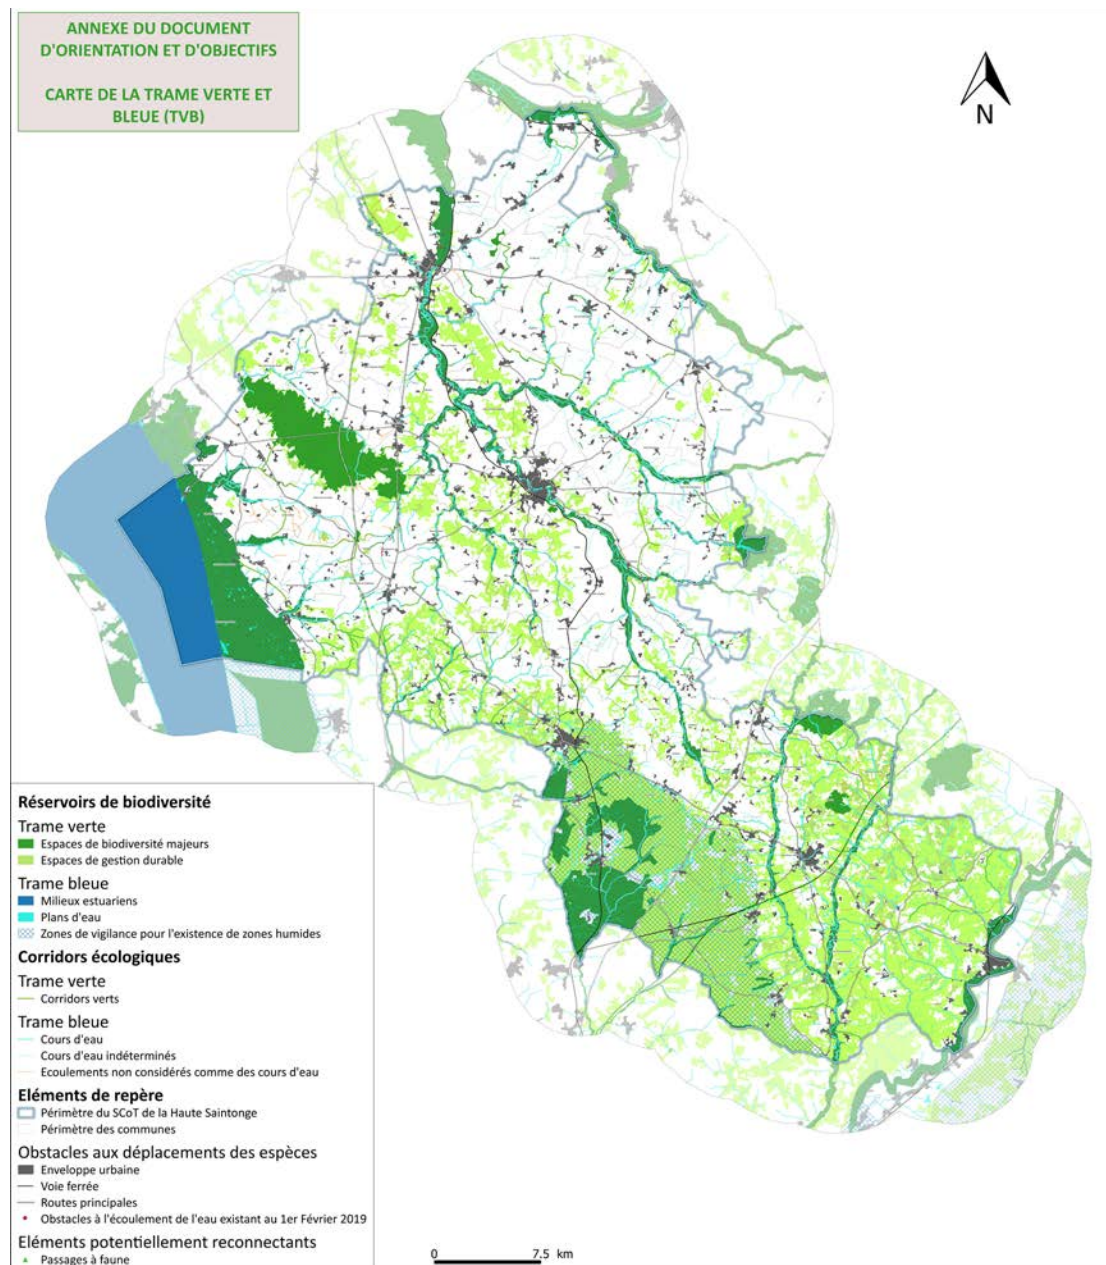 ANNEXE DU DOCUMENT
D'ORIENTATION ET D'OBJECTIFS
CARTE DE LA TRAME VERTE ET
BLEUE (TVB)
N
Réservoirs de biodiversité
Trame verte
Espaces de biodiversité majeurs
Espaces de gestion durable
Trame bleue
Milieux estuariens
Plans d'eau
Zones de vigilance pour l'existence de zones humides
Corridors écologiques
Trame verte
Corridors verts
Trame bleue
Cours d'eau
Cours d'eau indéterminés
Ecoulements non considérés comme des cours d'eau
Eléments de repère
Périmètre du SCoT de la Haute Saintonge
Périmètre des communes
Obstacles aux déplacements des espèces
Enveloppe urbaine
Voie ferrée
Routes principales
Obstacles à l'écoulement de l'eau existant au 1er Février 2019
Eléments potentiellement reconnectants
Passages à faune
0 7.5 km